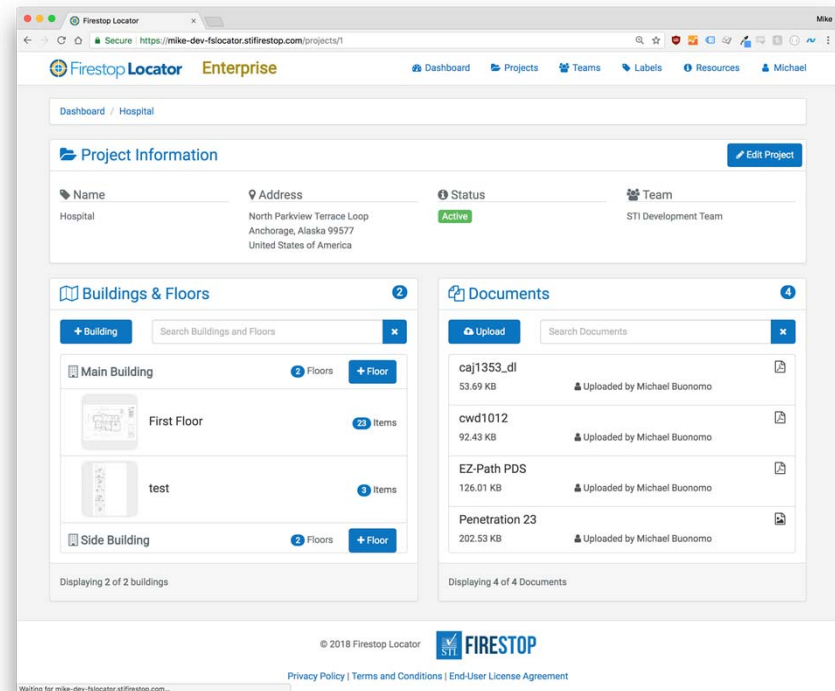 Firestop Locator
Mike
Secure https://mike-dev-fslocator.stifirestop.com/projects/1
Firestop Locator Enterprise
Dashboard Projects Teams Labels Resources Michael
Dashboard / Hospital
Project Information
Edit Project
Name Address Status Team
Hospital North Parkview Terrace Loop Active STI Development Team
Anchorage, Alaska 99577
United States of America
Buildings & Floors 2
+ Building Search Buildings and Floors x
Main Building 2 Floors + Floor
First Floor 23 Items
test 3 Items
Side Building 2 Floors + Floor
Displaying 2 of 2 buildings
Documents 4
Upload Search Documents x
caj1353_dl
53.69 KB Uploaded by Michael Buonomo
cwd1012
92.43 KB Uploaded by Michael Buonomo
EZ-Path PDS
126.01 KB Uploaded by Michael Buonomo
Penetration 23
202.53 KB Uploaded by Michael Buonomo
Displaying 4 of 4 Documents
© 2018 Firestop Locator STI FIRESTOP
Privacy Policy | Terms and Conditions | End-User License Agreement
Waiting for mike-dev-fslocator.stifirestop.com...